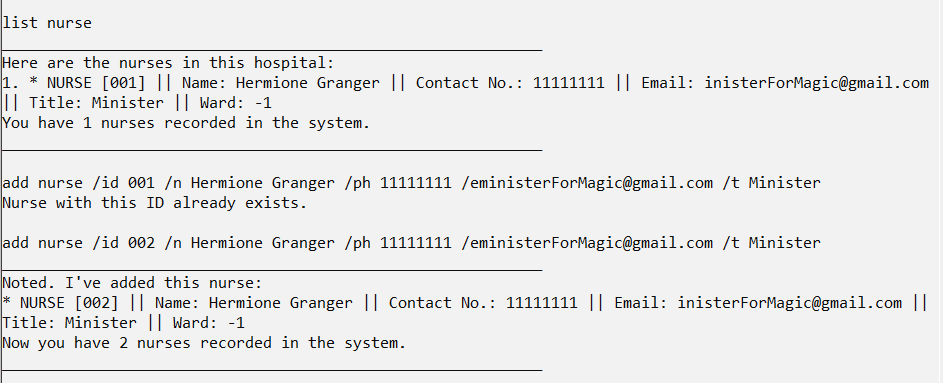 list nurse
____________________________________________________________
Here are the nurses in this hospital:
1. * NURSE [001] || Name: Hermione Granger || Contact No.: 11111111 || Email: inisterForMagic@gmail.com
|| Title: Minister || Ward: -1
You have 1 nurses recorded in the system.
____________________________________________________________
add nurse /id 001 /n Hermione Granger /ph 11111111 /eministerForMagic@gmail.com /t Minister
Nurse with this ID already exists.
add nurse /id 002 /n Hermione Granger /ph 11111111 /eministerForMagic@gmail.com /t Minister
____________________________________________________________
Noted. I've added this nurse:
* NURSE [002] || Name: Hermione Granger || Contact No.: 11111111 || Email: inisterForMagic@gmail.com ||
Title: Minister || Ward: -1
Now you have 2 nurses recorded in the system.
____________________________________________________________